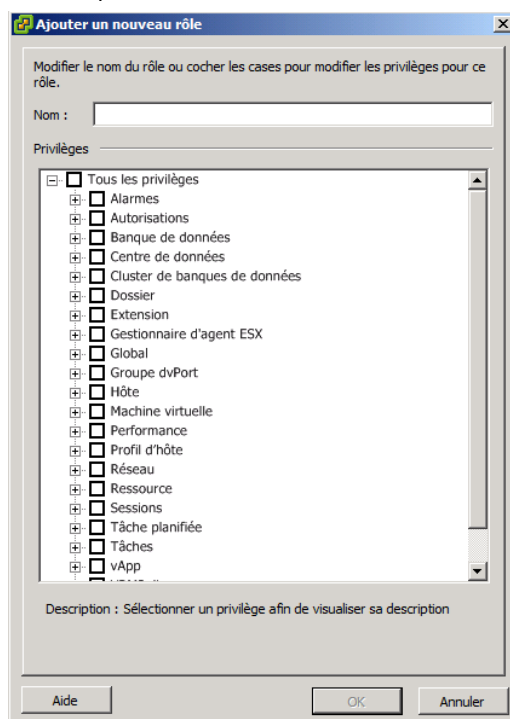 Ajouter un nouveau rôle
Modifier le nom du rôle ou cocher les cases pour modifier les privilèges pour ce
rôle.
Nom :
Privilèges
Tous les privilèges
Alarmes
Autorisations
Banque de données
Centre de données
Cluster de banques de données
Dossier
Extension
Gestionnaire d'agent ESX
Global
Groupe dvPort
Hôte
Machine virtuelle
Performance
Profil d'hôte
Réseau
Ressource
Sessions
Tâche planifiée
Tâches
vApp
Description : Sélectionner un privilège afin de visualiser sa description
Aide
OK
Annuler